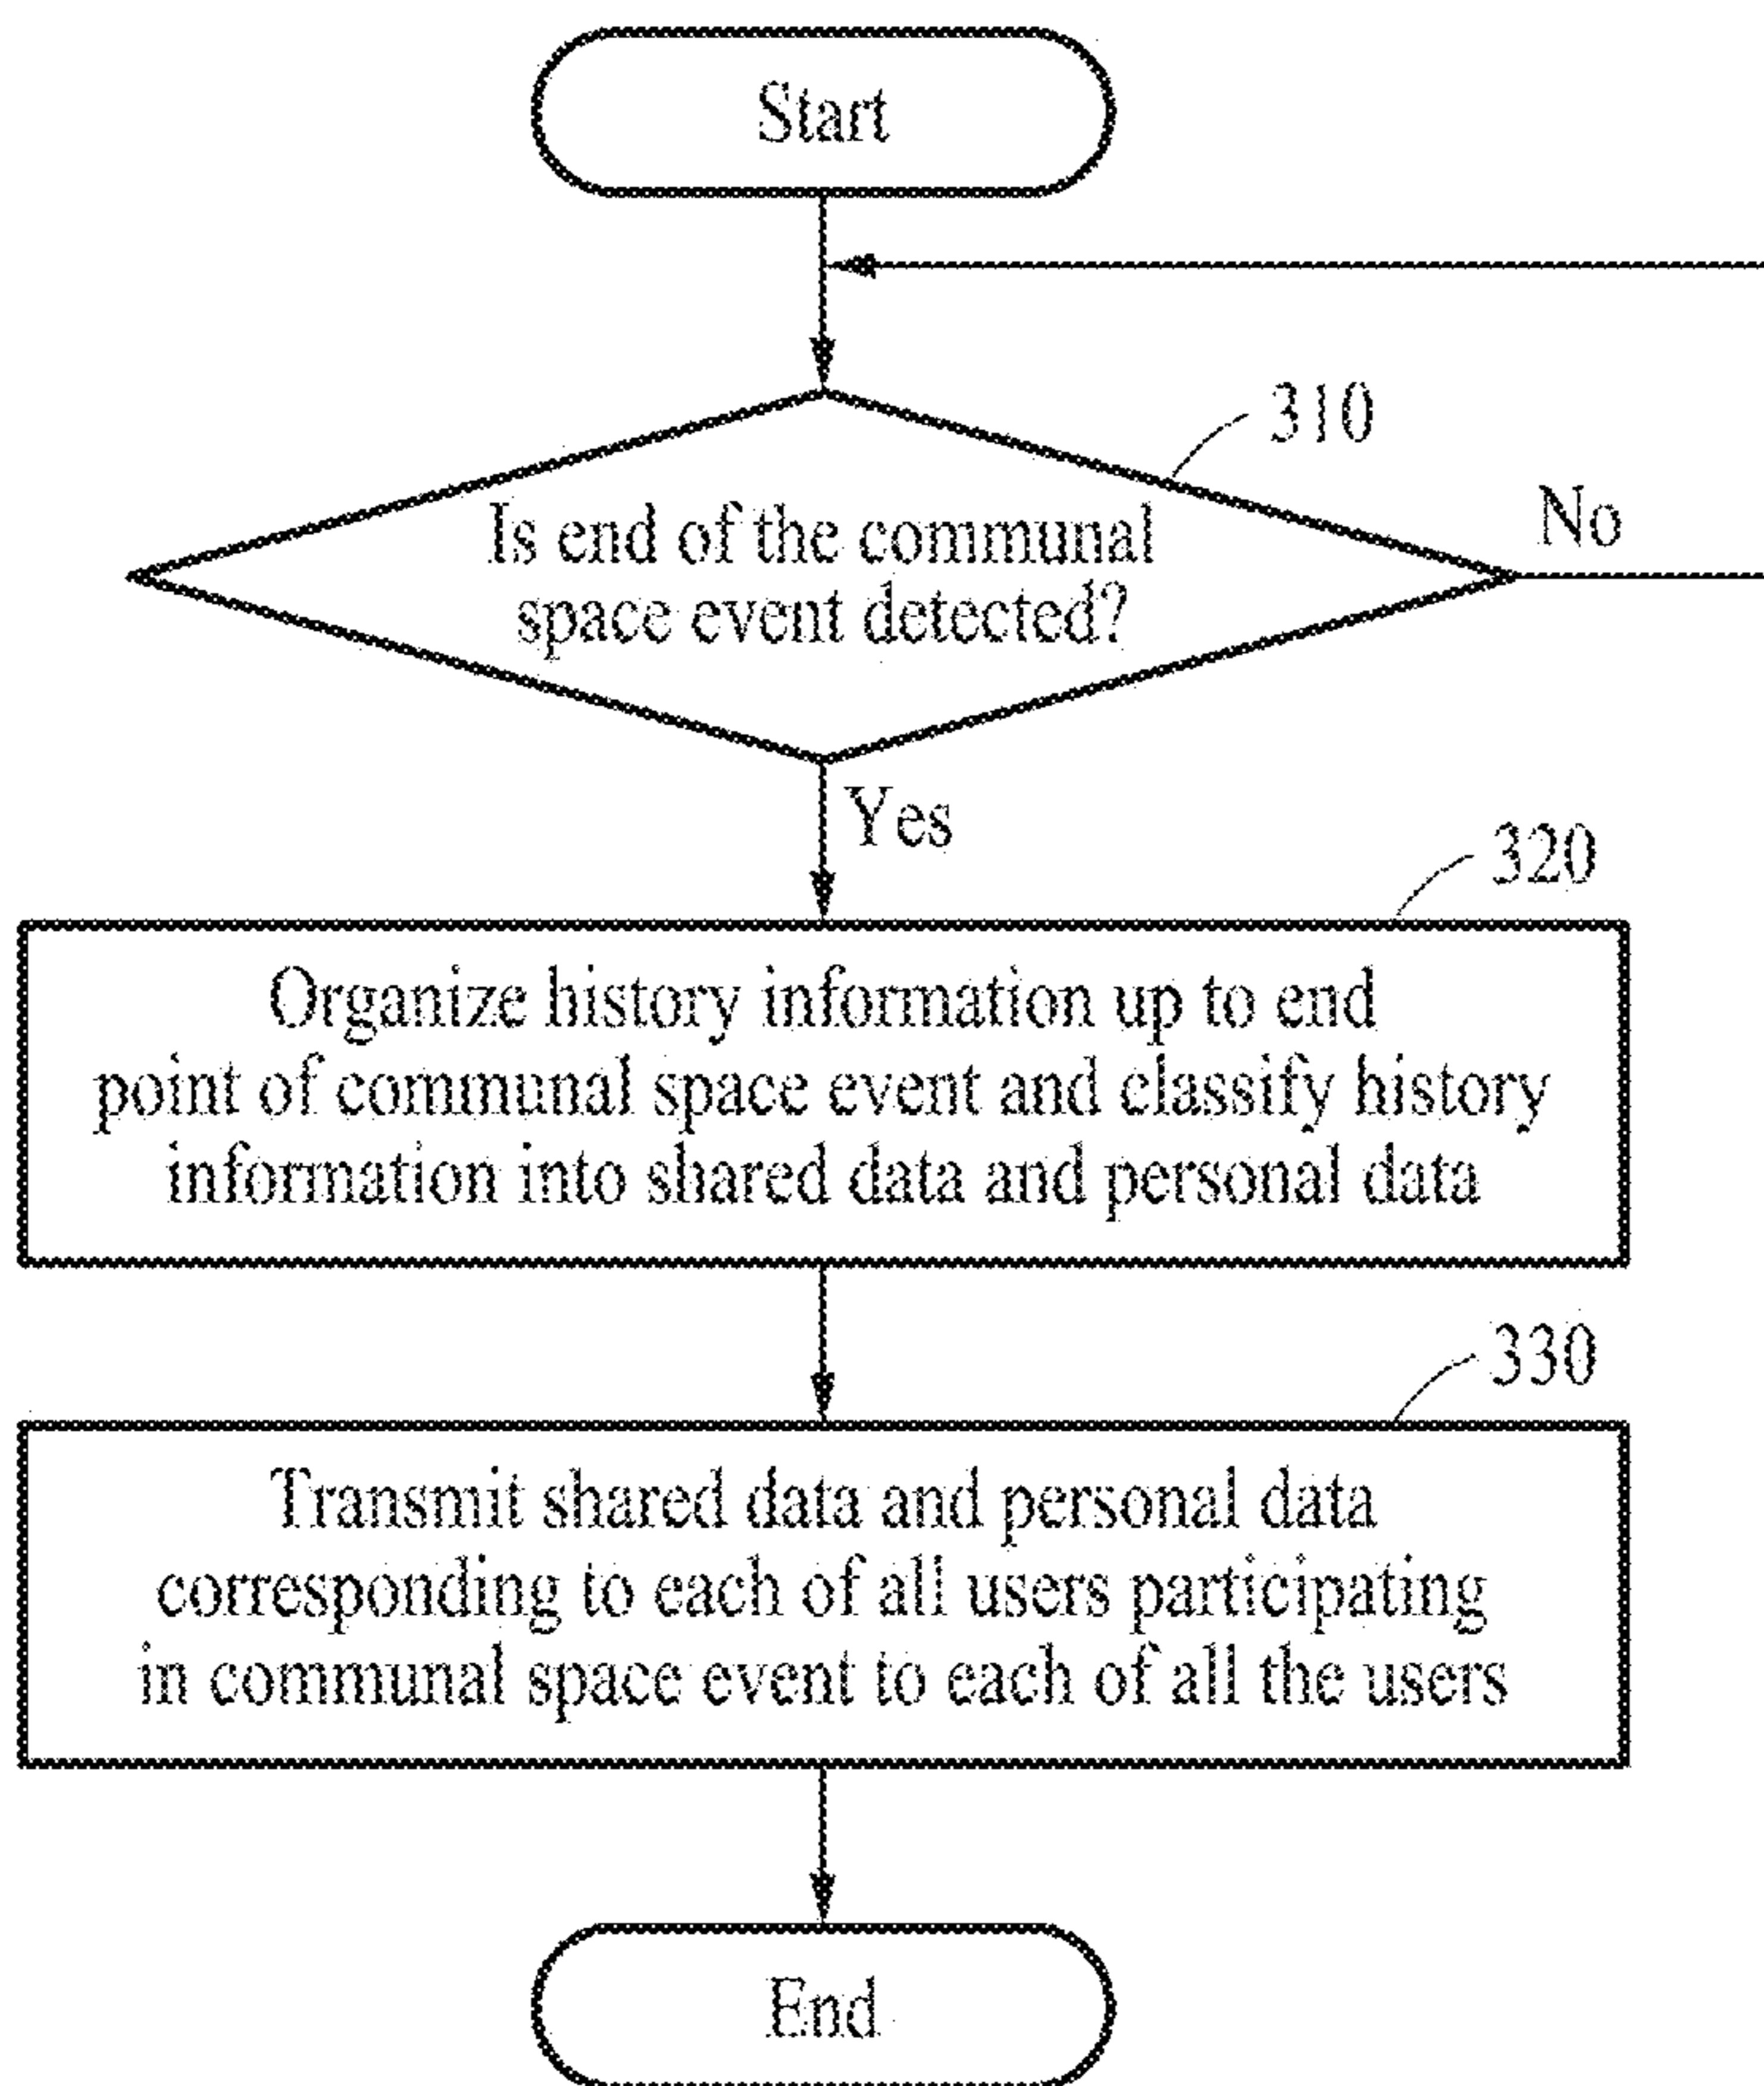 Start
310
Is end of the communal
space event detected?
No
Yes
320
Organize history information up to end
point of communal space event and classify history
information into shared data and personal data
330
Transmit shared data and personal data
corresponding to each of all users participating
in communal space event to each of all the users
End